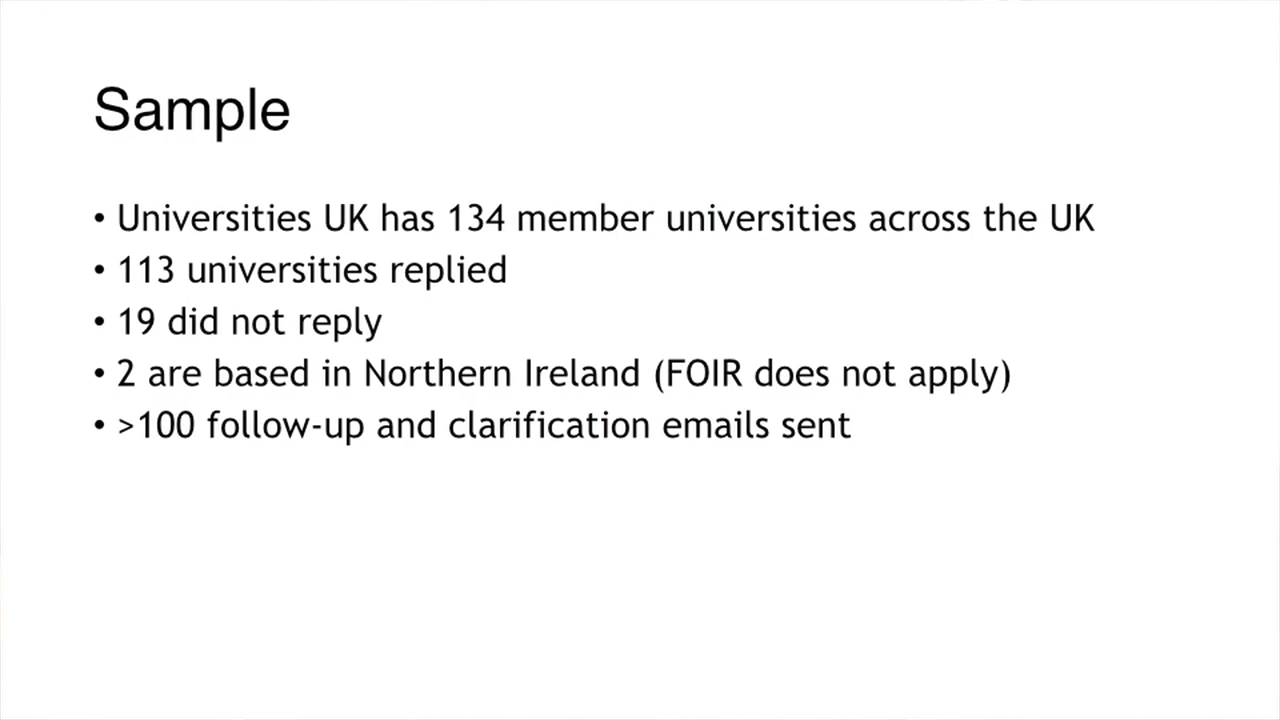 Sample
• Universities UK has 134 member universities across the UK
• 113 universities replied
• 19 did not reply
• 2 are based in Northern Ireland (FOIR does not apply)
• >100 follow-up and clarification emails sent